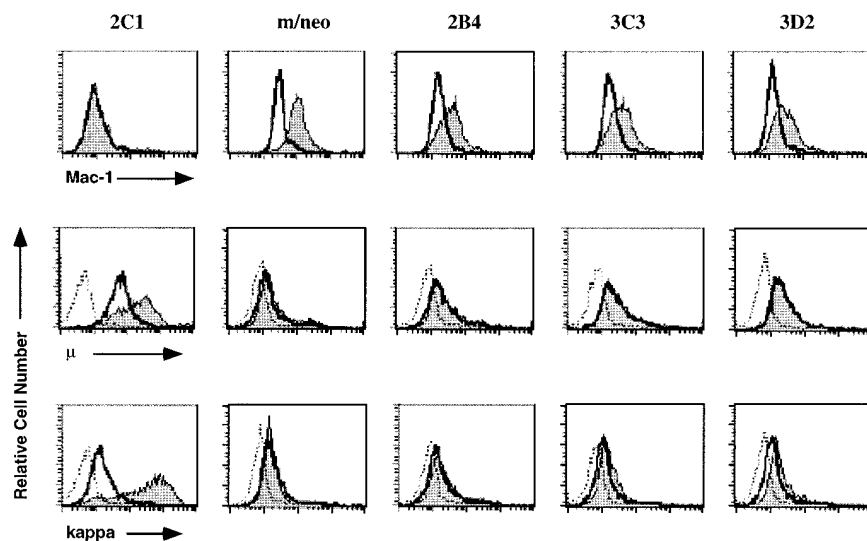 2C1 m/neo 2B4 3C3 3D2
Mac-1
μ
kappa
Relative Cell Number